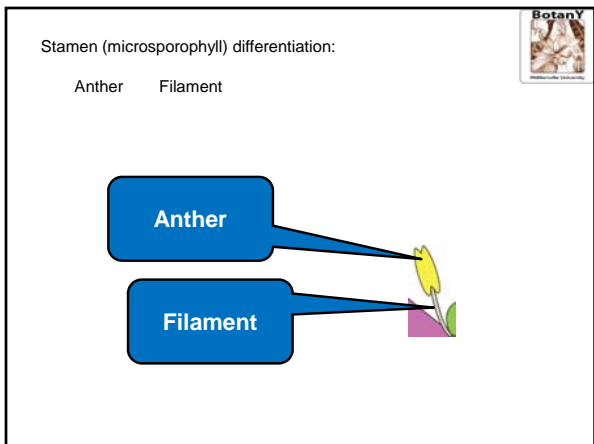 BotanY
Stamen (microsporophyll) differentiation:
Anther Filament
Anther
Filament